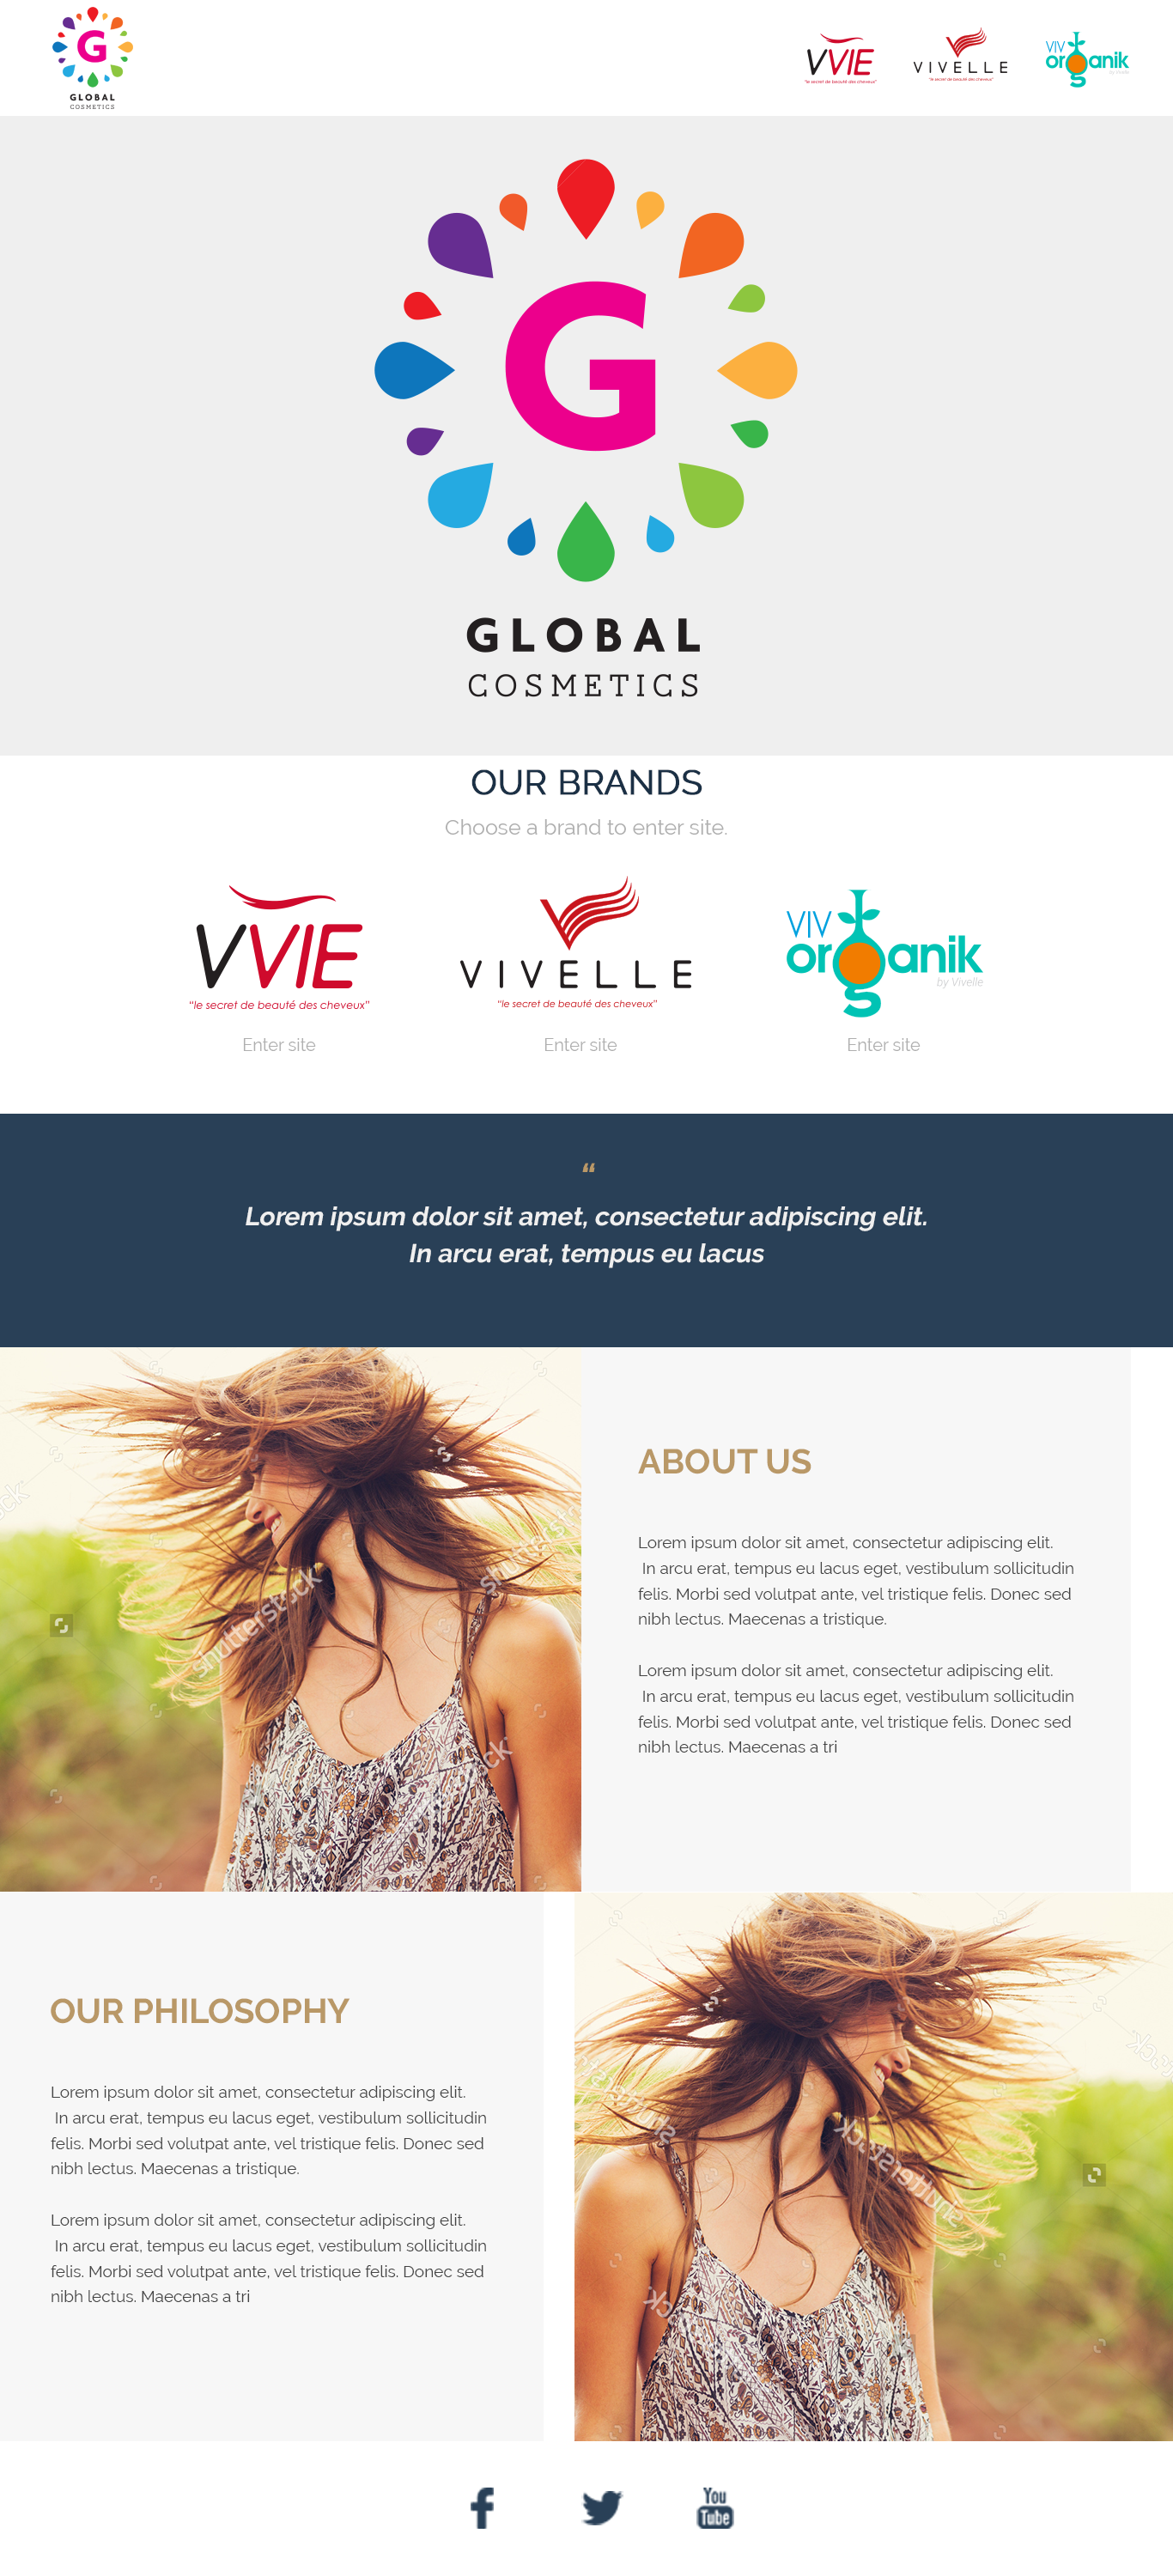 G
GLOBAL
COSMETICS
VVIE
"le secret de beauté des cheveux"
VIVELLE
"le secret de beauté des cheveux"
VIV
organik
by Vivelle
G
GLOBAL
COSMETICS
OUR BRANDS
Choose a brand to enter site.
VVIE
“le secret de beauté des cheveux”
VIVELLE
“le secret de beauté des cheveux”
VIV
organik
by Vivelle
Enter site
Enter site
Enter site
“
Lorem ipsum dolor sit amet, consectetur adipiscing elit.
In arcu erat, tempus eu lacus
shutterstock
shutterst
ck
ck
ABOUT US
Lorem ipsum dolor sit amet, consectetur adipiscing elit.
In arcu erat, tempus eu lacus eget, vestibulum sollicitudin
felis. Morbi sed volutpat ante, vel tristique felis. Donec sed
nibh lectus. Maecenas a tristique.
Lorem ipsum dolor sit amet, consectetur adipiscing elit.
In arcu erat, tempus eu lacus eget, vestibulum sollicitudin
felis. Morbi sed volutpat ante, vel tristique felis. Donec sed
nibh lectus. Maecenas a tri
OUR PHILOSOPHY
Lorem ipsum dolor sit amet, consectetur adipiscing elit.
In arcu erat, tempus eu lacus eget, vestibulum sollicitudin
felis. Morbi sed volutpat ante, vel tristique felis. Donec sed
nibh lectus. Maecenas a tristique.
Lorem ipsum dolor sit amet, consectetur adipiscing elit.
In arcu erat, tempus eu lacus eget, vestibulum sollicitudin
felis. Morbi sed volutpat ante, vel tristique felis. Donec sed
nibh lectus. Maecenas a tri
shutterstock
shutterst
ck
ck
f
You
Tube